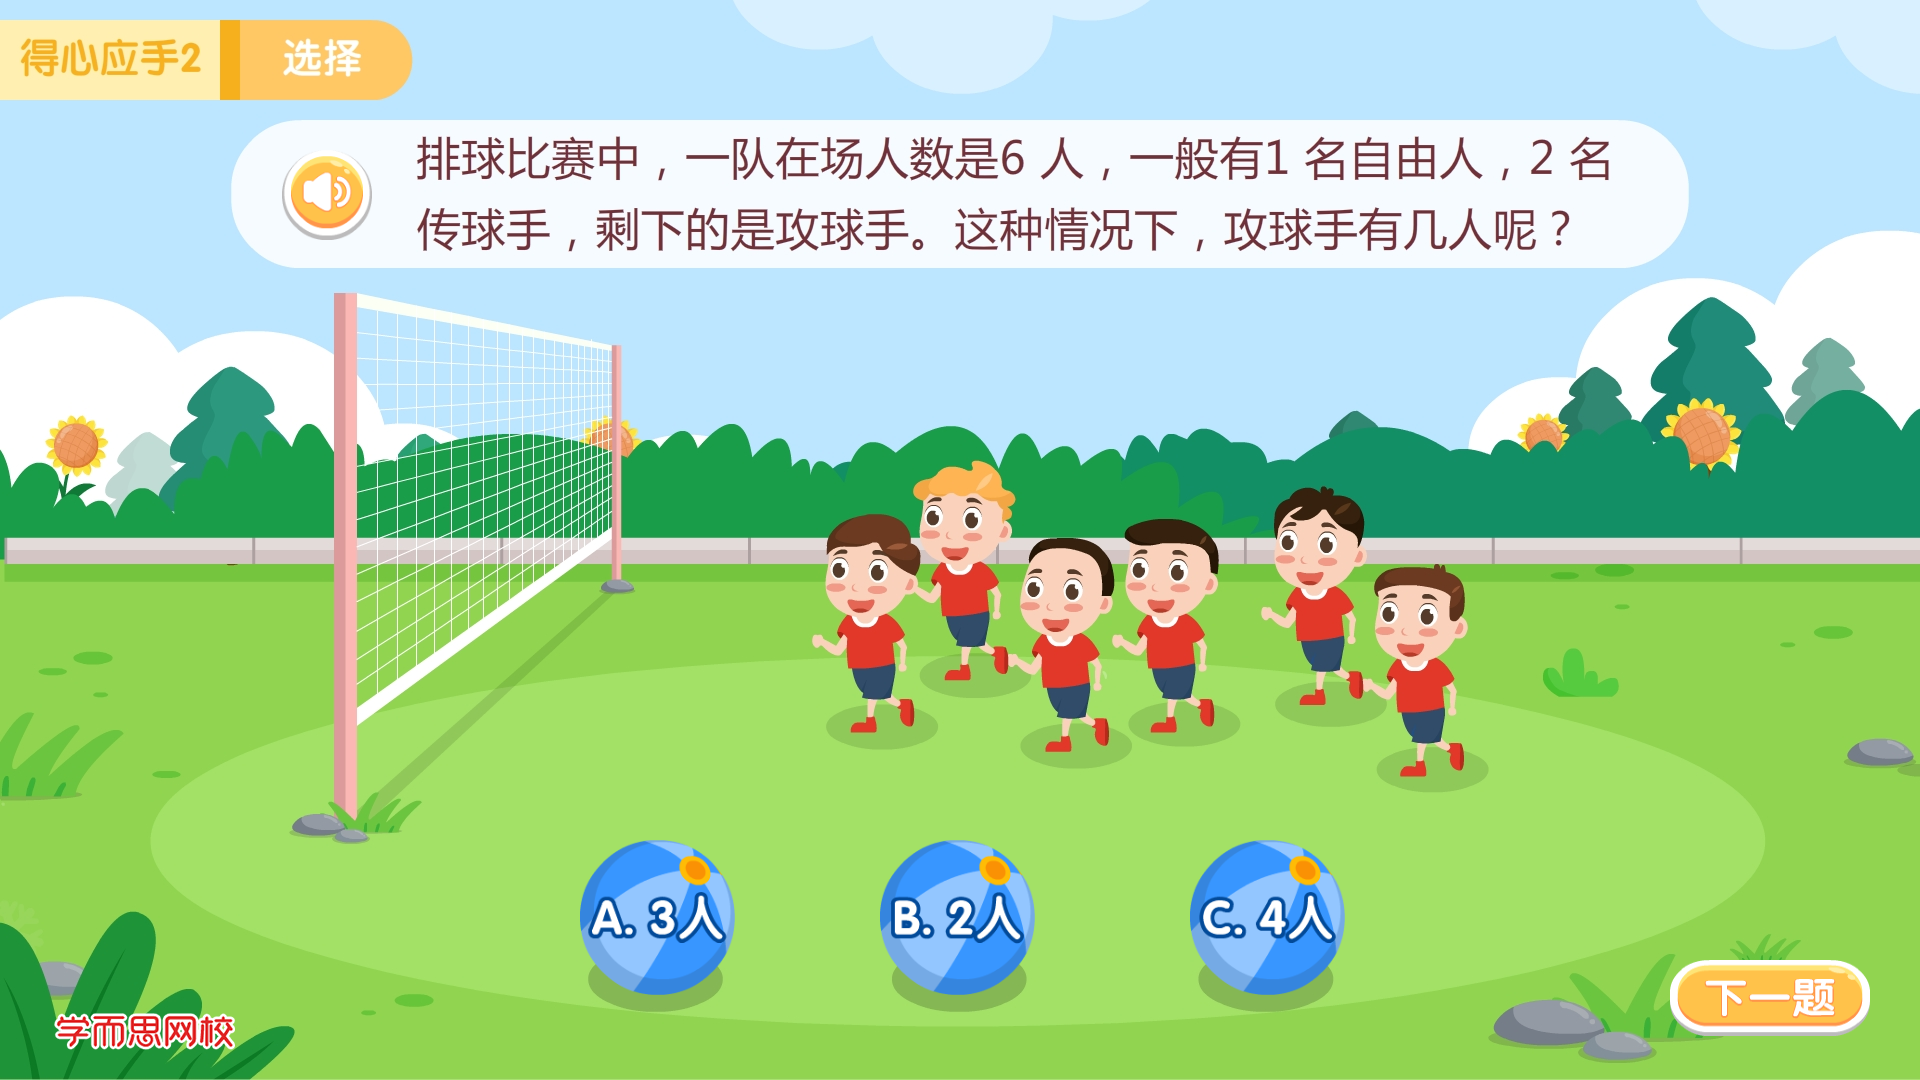 得心应手2 选择
排球比赛中，一队在场人数是6 人，一般有1 名自由人，2 名
传球手，剩下的是攻球手。这种情况下，攻球手有几人呢？
A. 3人 B. 2人 C. 4人
下一题
学而思网校